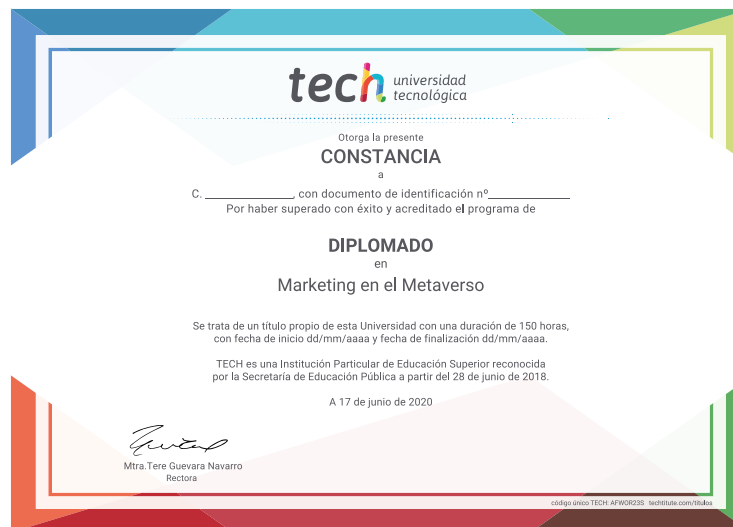 tech universidad
tecnológica
Otorga la presente
CONSTANCIA
a
C. ______________, con documento de identificación nº______________
Por haber superado con éxito y acreditado el programa de
DIPLOMADO
en
Marketing en el Metaverso
Se trata de un título propio de esta Universidad con una duración de 150 horas,
con fecha de inicio dd/mm/aaaa y fecha de finalización dd/mm/aaaa.
TECH es una Institución Particular de Educación Superior reconocida
por la Secretaría de Educación Pública a partir del 28 de junio de 2018.
A 17 de junio de 2020
Mtra.Tere Guevara Navarro
Rectora
código único TECH: AFWOR23S techtitute.com/titulos